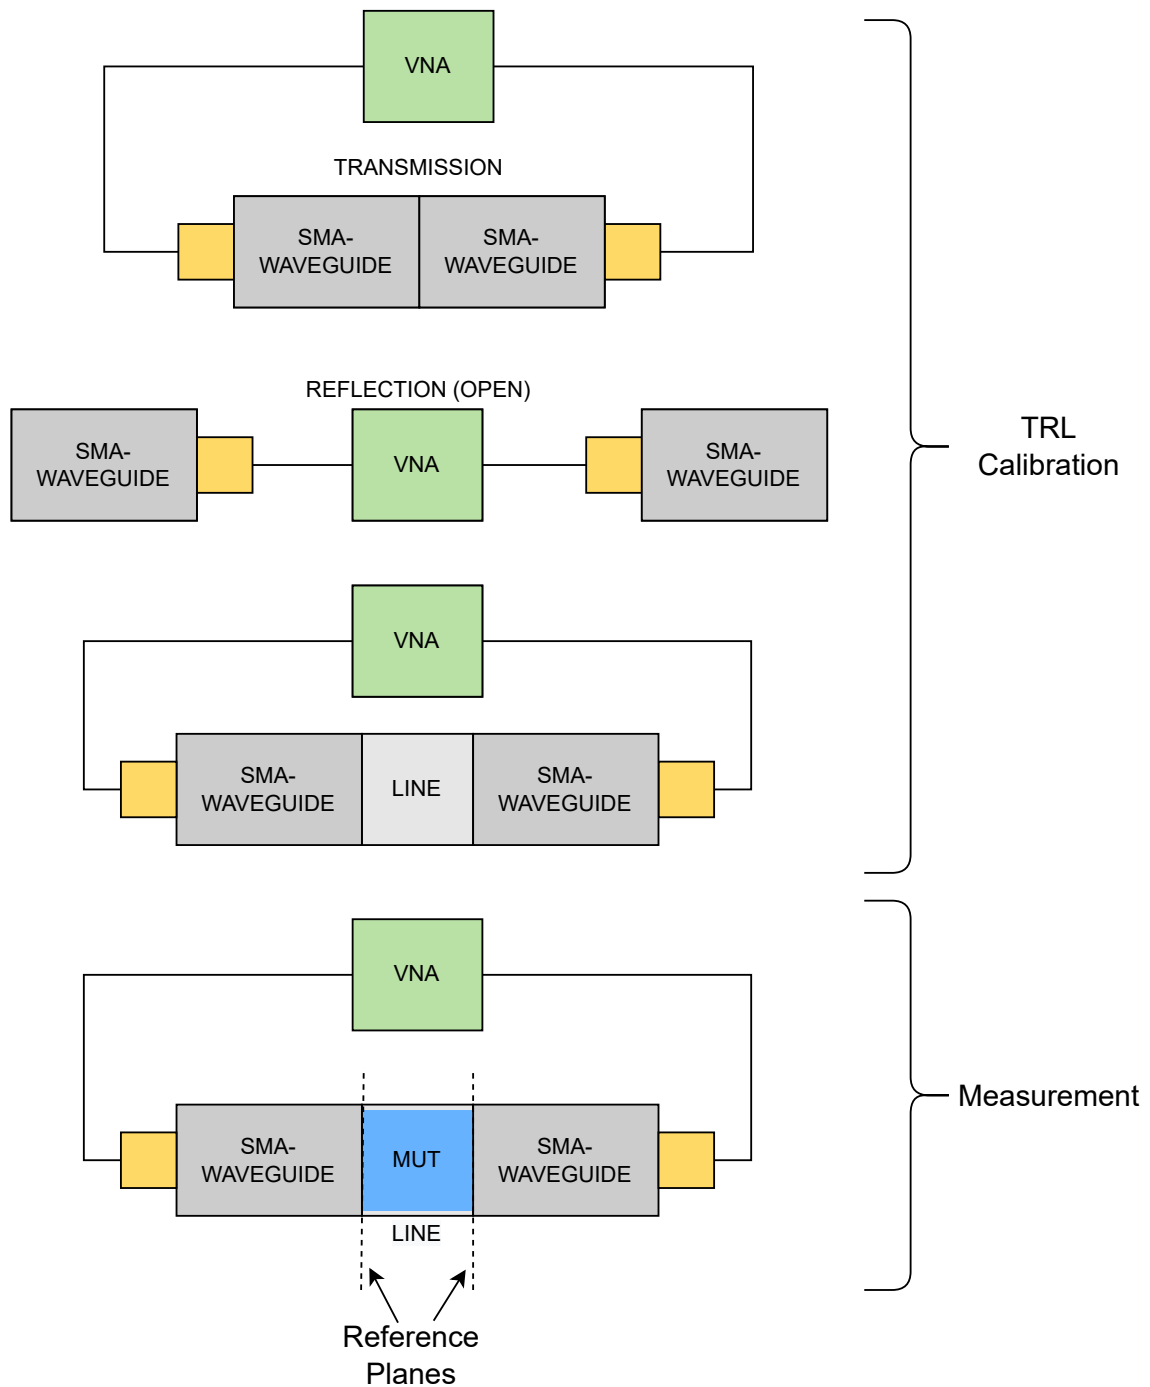 VNA
TRANSMISSION
SMA-
WAVEGUIDE
SMA-
WAVEGUIDE
REFLECTION (OPEN)
SMA-
WAVEGUIDE
VNA
SMA-
WAVEGUIDE
TRL
Calibration
VNA
SMA-
WAVEGUIDE
LINE
SMA-
WAVEGUIDE
VNA
SMA-
WAVEGUIDE
MUT
SMA-
WAVEGUIDE
LINE
Measurement
Reference
Planes